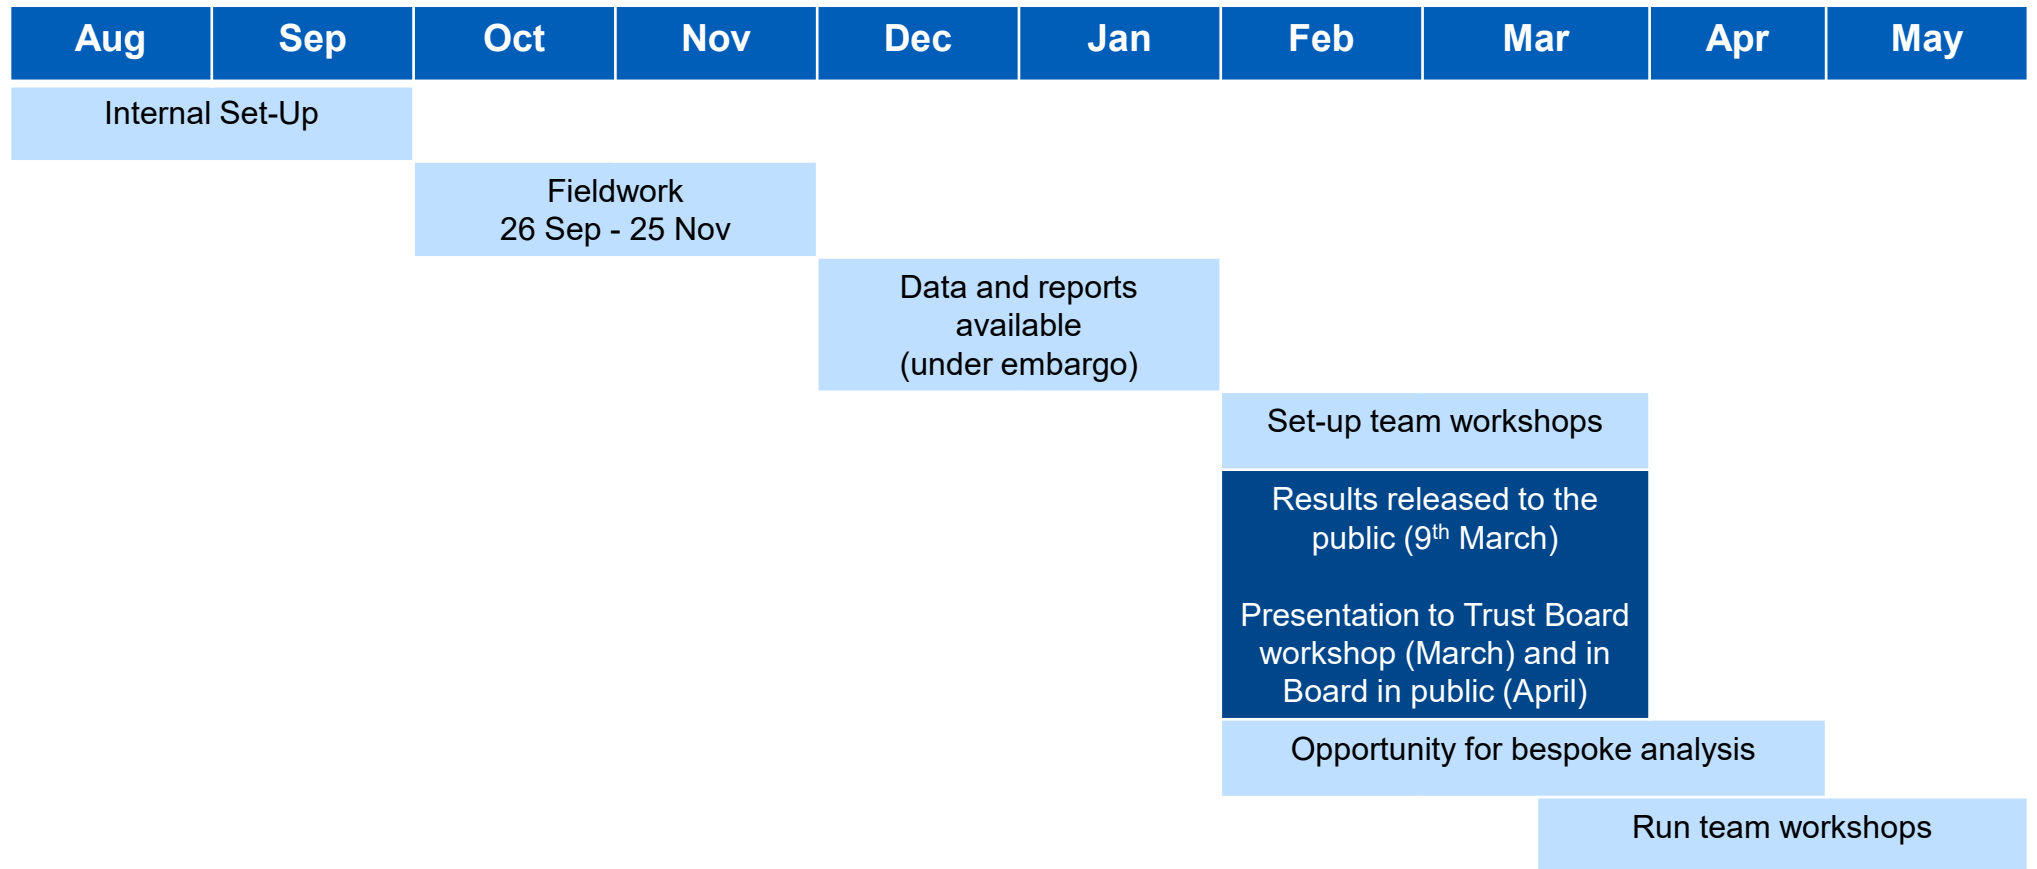 Aug Sep Oct Nov Dec Jan Feb Mar Apr May
Internal Set-Up
Fieldwork
26 Sep - 25 Nov
Data and reports
available
(under embargo)
Set-up team workshops
Results released to the
public (9th March)
Presentation to Trust Board
workshop (March) and in
Board in public (April)
Opportunity for bespoke analysis
Run team workshops